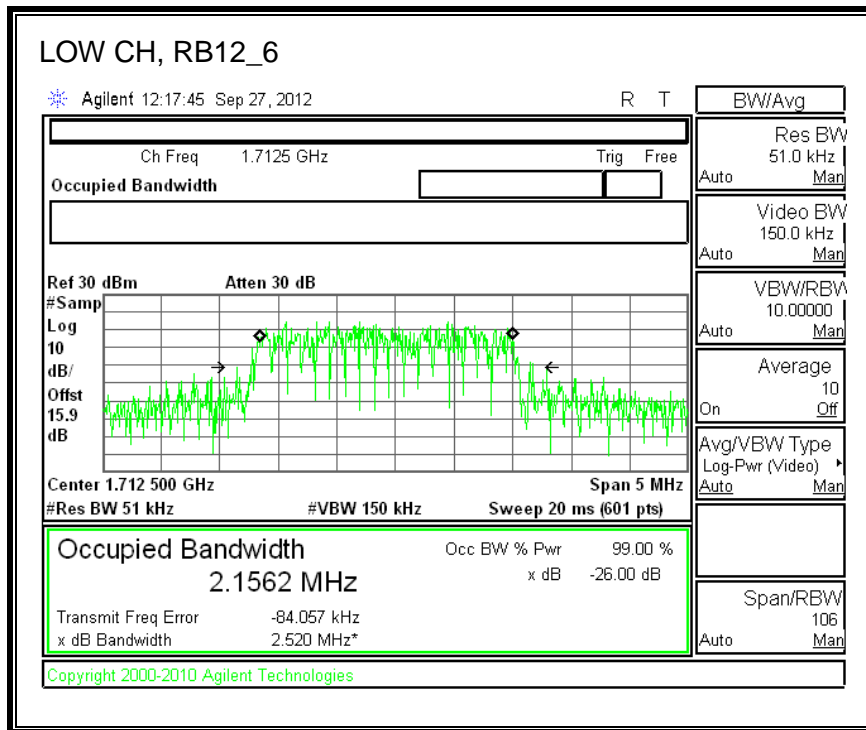 LOW CH, RB12_6
Agilent 12:17:45 Sep 27, 2012 R T
Ch Freq 1.7125 GHz Trig Free
Occupied Bandwidth
Ref 30 dBm Atten 30 dB
#Samp
Log
10
dB/
Offst
15.9
dB
Center 1.712 500 GHz Span 5 MHz
#Res BW 51 kHz #VBW 150 kHz Sweep 20 ms (601 pts)
Occupied Bandwidth
2.1562 MHz
Occ BW % Pwr 99.00 %
x dB -26.00 dB
Transmit Freq Error -84.057 kHz
x dB Bandwidth 2.520 MHz*
Copyright 2000-2010 Agilent Technologies
BW/Avg
Res BW
51.0 kHz
Auto Man
Video BW
150.0 kHz
Auto Man
VBW/RBW
10.00000
Auto Man
Average
10
On Off
Avg/VBW Type
Log-Pwr (Video)
Auto Man
Span/RBW
106
Auto Man